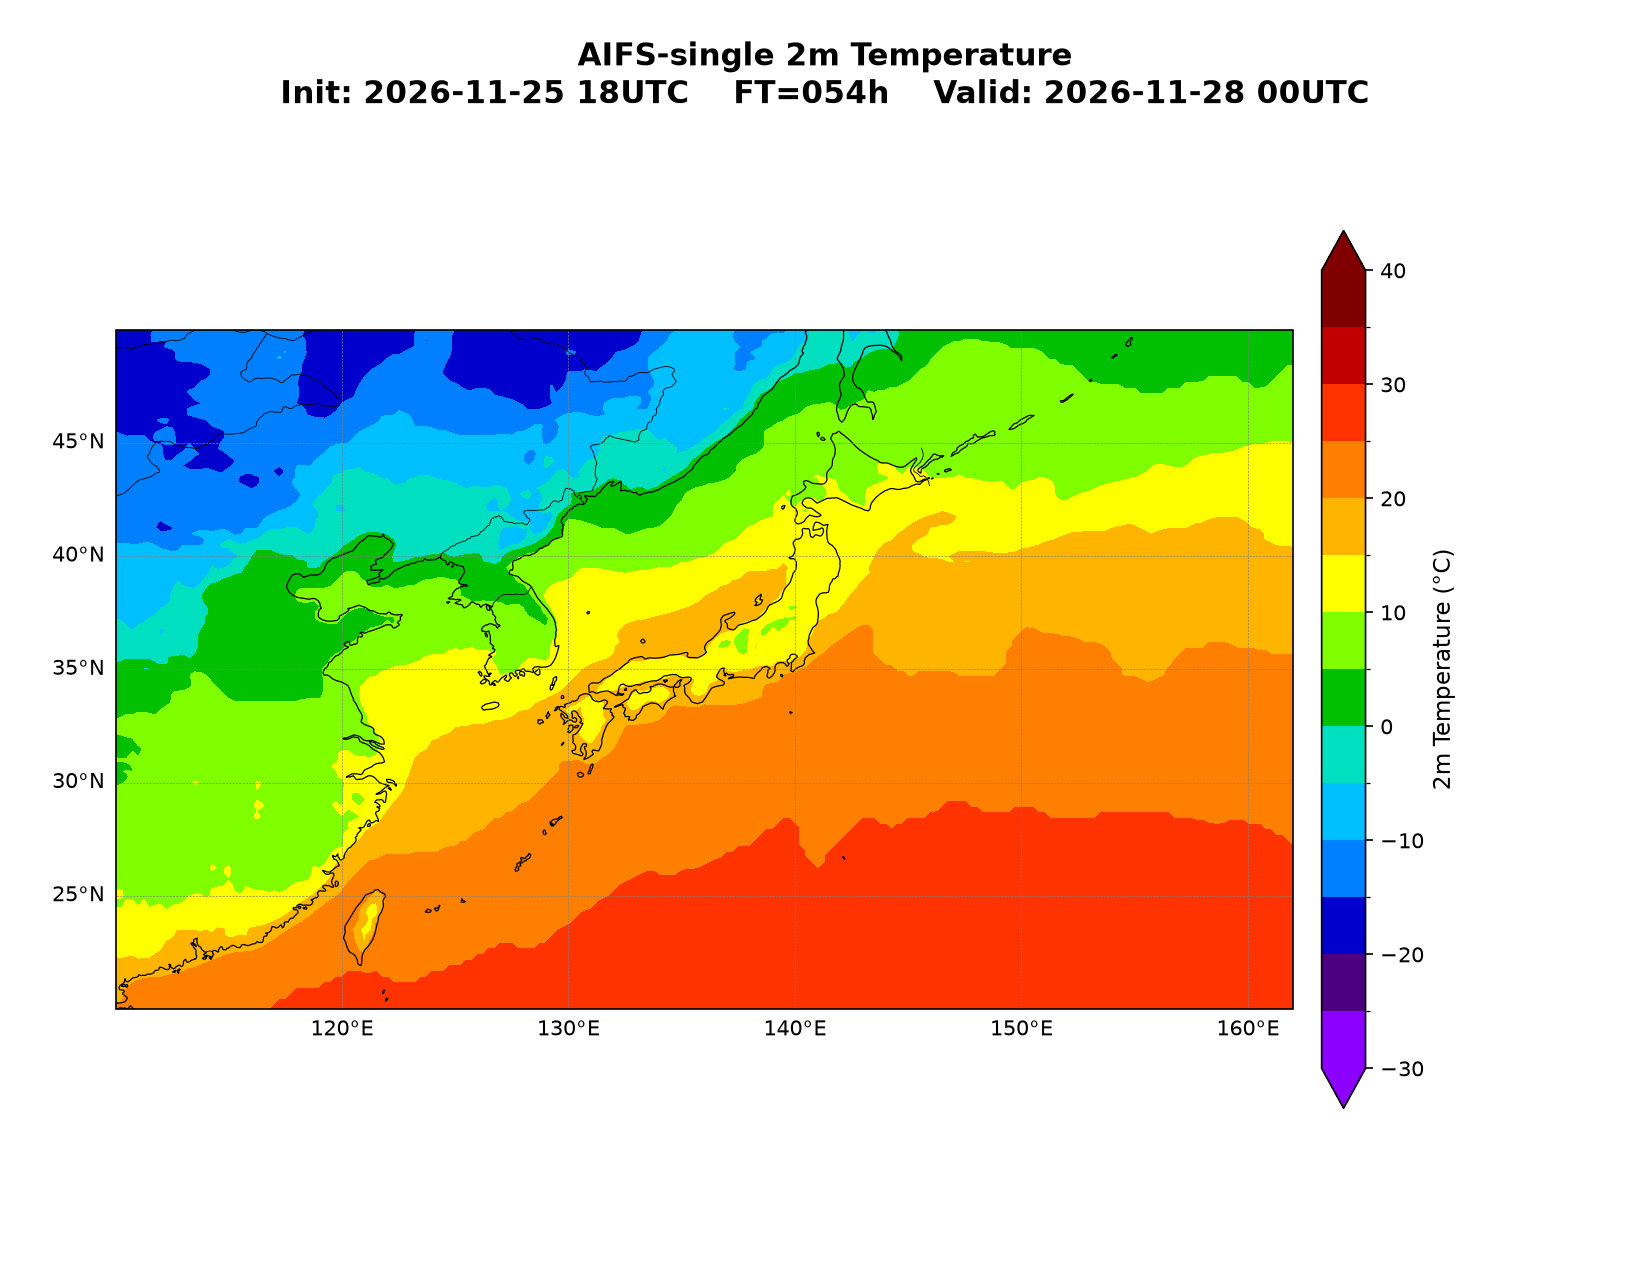 AIFS-single 2m Temperature
Init: 2026-11-25 18UTC    FT=054h    Valid: 2026-11-28 00UTC
45°N
40°N
35°N
30°N
25°N
120°E
130°E
140°E
150°E
160°E
40
30
20
10
0
−10
−20
−30
2m Temperature (°C)